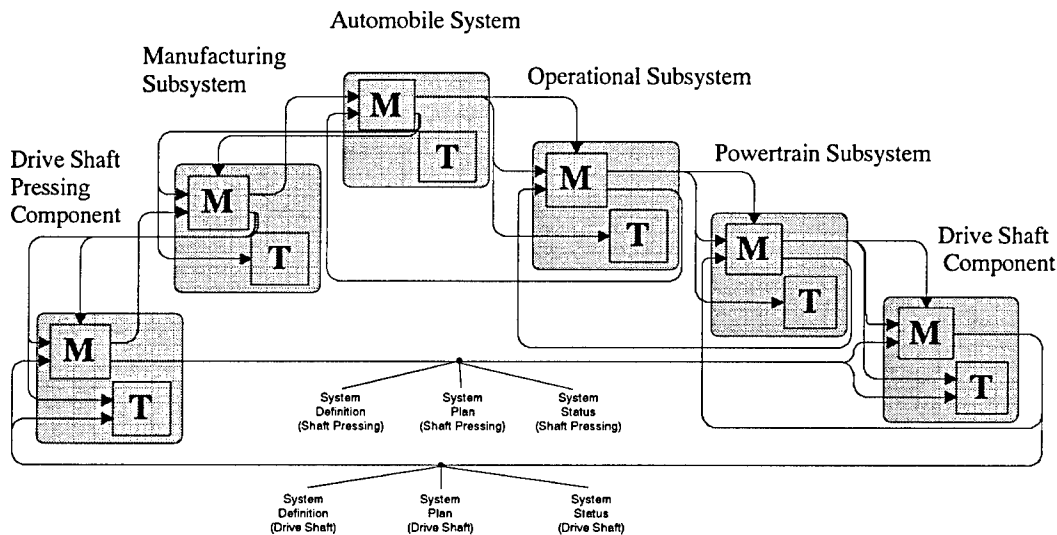 Automobile System
Manufacturing
Subsystem
Operational Subsystem
M
T
Drive Shaft
Pressing
Component
M
T
M
T
Powertrain Subsystem
M
T
Drive Shaft
Component
M
T
M
T
System
Definition
(Shaft Pressing)
System
Plan
(Shaft Pressing)
System
Status
(Shaft Pressing)
System
Definition
(Drive Shaft)
System
Plan
(Drive Shaft)
System
Status
(Drive Shaft)